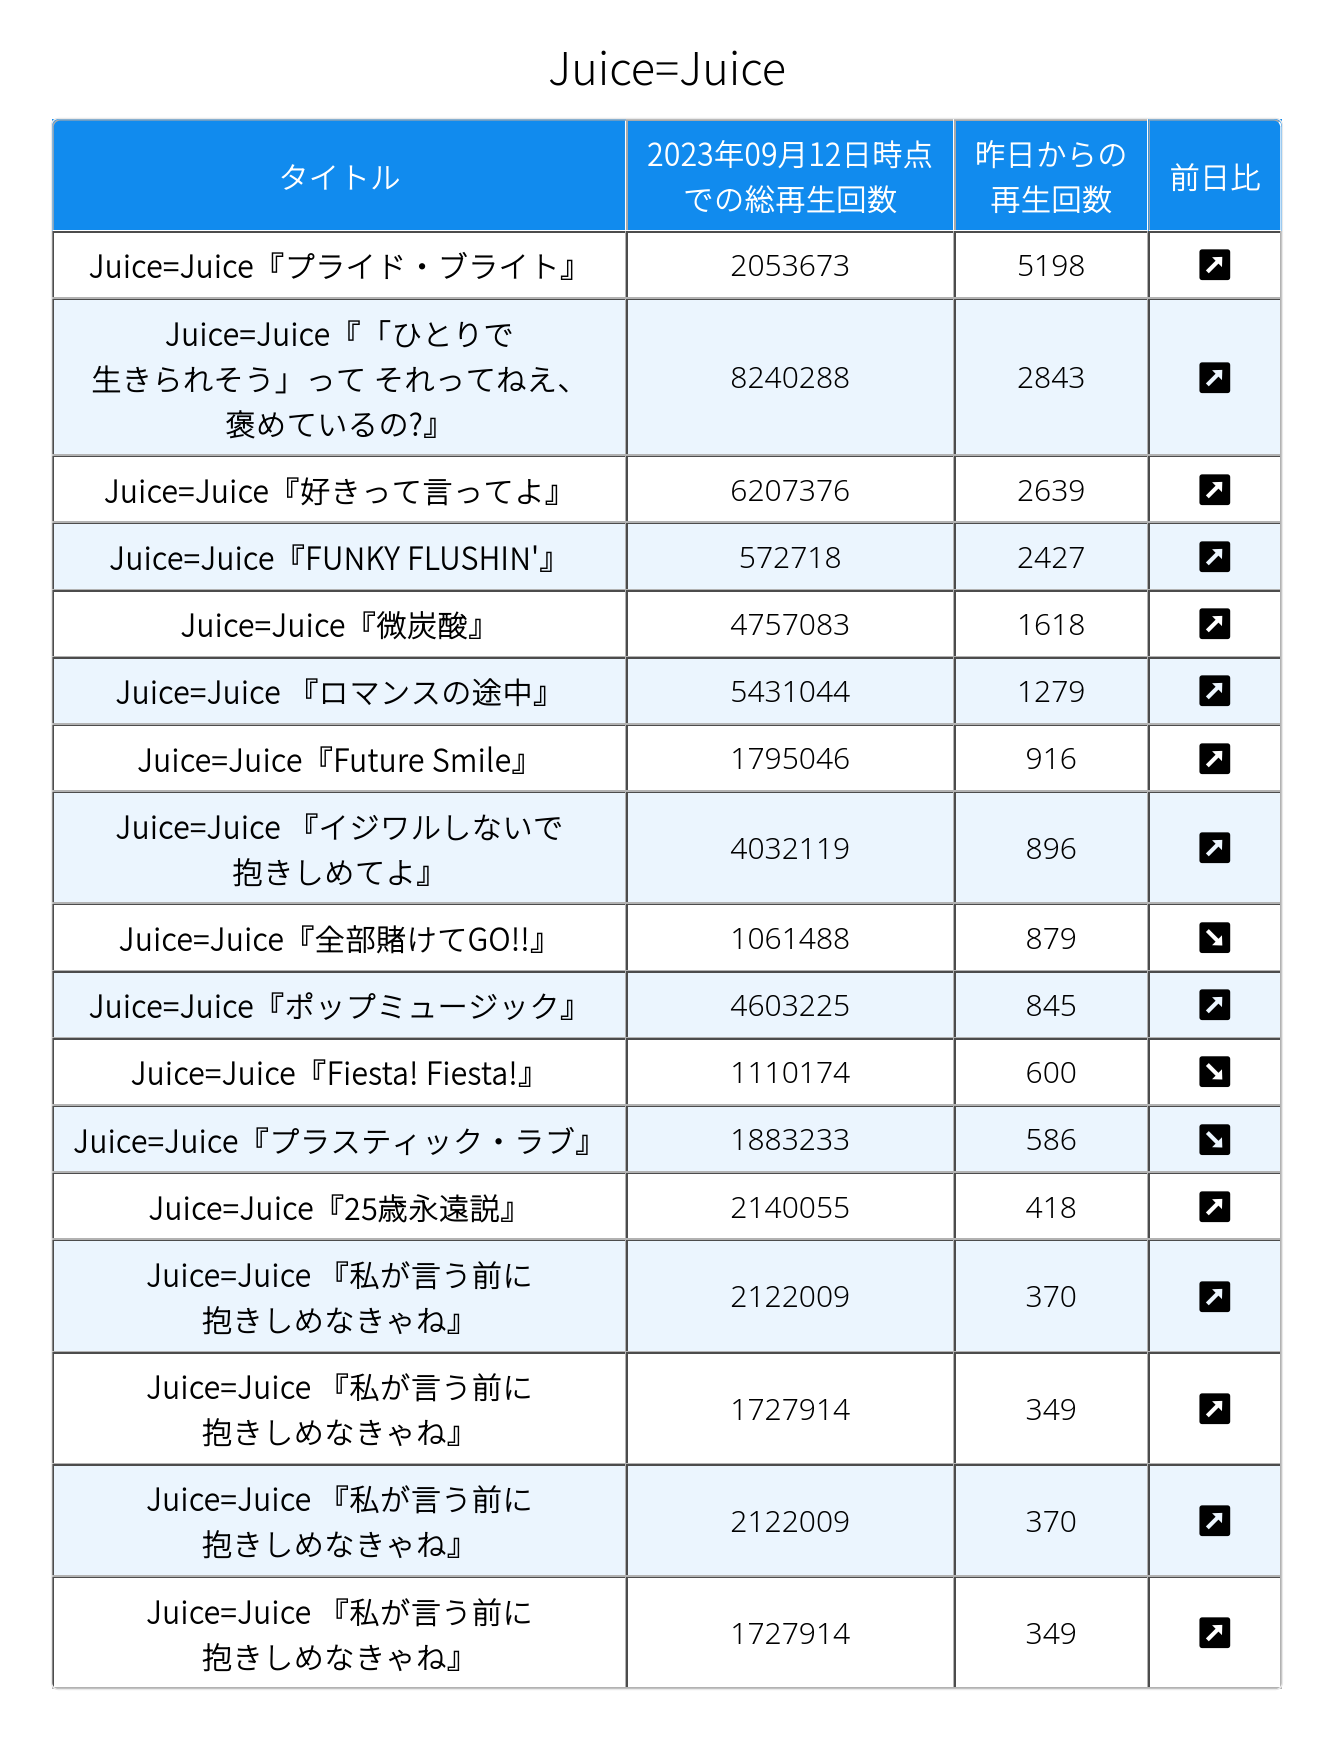 Juice=Juice
タイトル
2023年09月12日時点
での総再生回数
昨日からの
再生回数
前日比
Juice=Juice『プライド・ブライト』 2053673 5198 ↗
Juice=Juice『「ひとりで
生きられそう」って それってねえ、
褒めているの?』 8240288 2843 ↗
Juice=Juice『好きって言ってよ』 6207376 2639 ↗
Juice=Juice『FUNKY FLUSHIN'』 572718 2427 ↗
Juice=Juice『微炭酸』 4757083 1618 ↗
Juice=Juice 『ロマンスの途中』 5431044 1279 ↗
Juice=Juice『Future Smile』 1795046 916 ↗
Juice=Juice 『イジワルしないで
抱きしめてよ』 4032119 896 ↗
Juice=Juice『全部賭けてGO!!』 1061488 879 ↘
Juice=Juice『ポップミュージック』 4603225 845 ↗
Juice=Juice『Fiesta! Fiesta!』 1110174 600 ↘
Juice=Juice『プラスティック・ラブ』 1883233 586 ↘
Juice=Juice『25歳永遠説』 2140055 418 ↗
Juice=Juice 『私が言う前に
抱きしめなきゃね』 2122009 370 ↗
Juice=Juice 『私が言う前に
抱きしめなきゃね』 1727914 349 ↗
Juice=Juice 『私が言う前に
抱きしめなきゃね』 2122009 370 ↗
Juice=Juice 『私が言う前に
抱きしめなきゃね』 1727914 349 ↗